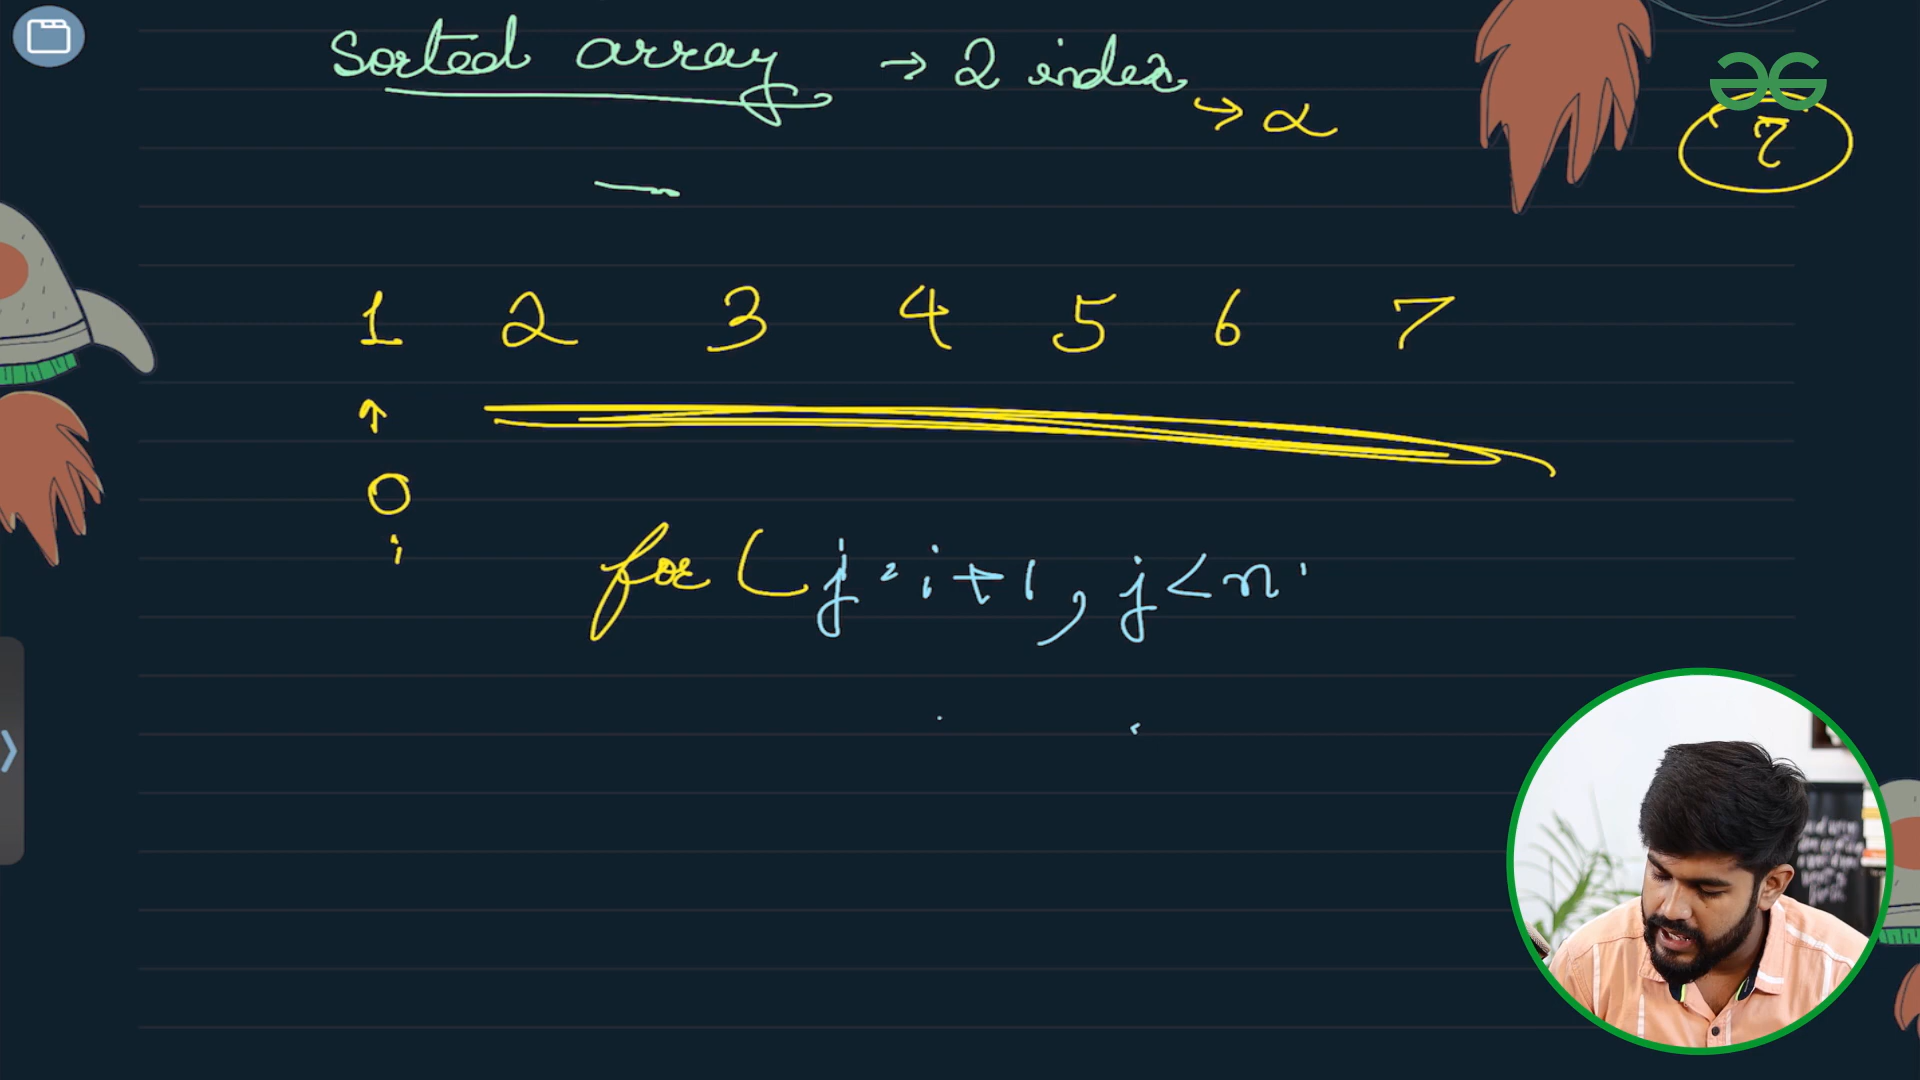 Sorted array → 2 index
→ x
7
1 2 3 4 5 6 7
↑
0
i
for ( j = i + 1 , j < n